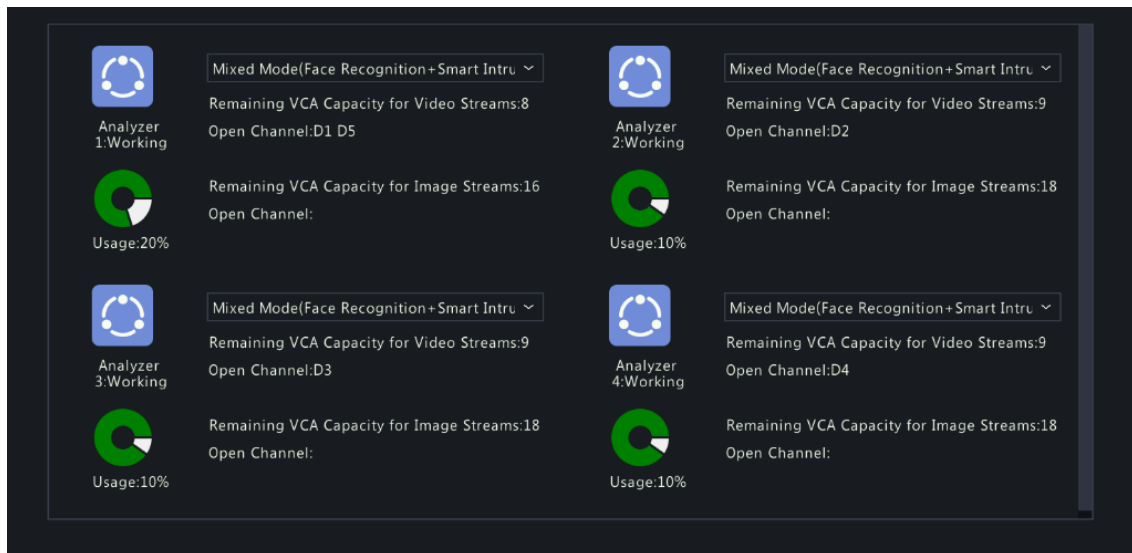 Mixed Mode(Face Recognition+Smart Intru
Remaining VCA Capacity for Video Streams:8
Analyzer
1:Working
Open Channel:D1 D5
Remaining VCA Capacity for Image Streams:16
Open Channel:
Usage:20%
Mixed Mode(Face Recognition+Smart Intru
Remaining VCA Capacity for Video Streams:9
Analyzer
2:Working
Open Channel:D2
Remaining VCA Capacity for Image Streams:18
Open Channel:
Usage:10%
Mixed Mode(Face Recognition+Smart Intru
Remaining VCA Capacity for Video Streams:9
Analyzer
3:Working
Open Channel:D3
Remaining VCA Capacity for Image Streams:18
Open Channel:
Usage:10%
Mixed Mode(Face Recognition+Smart Intru
Remaining VCA Capacity for Video Streams:9
Analyzer
4:Working
Open Channel:D4
Remaining VCA Capacity for Image Streams:18
Open Channel:
Usage:10%